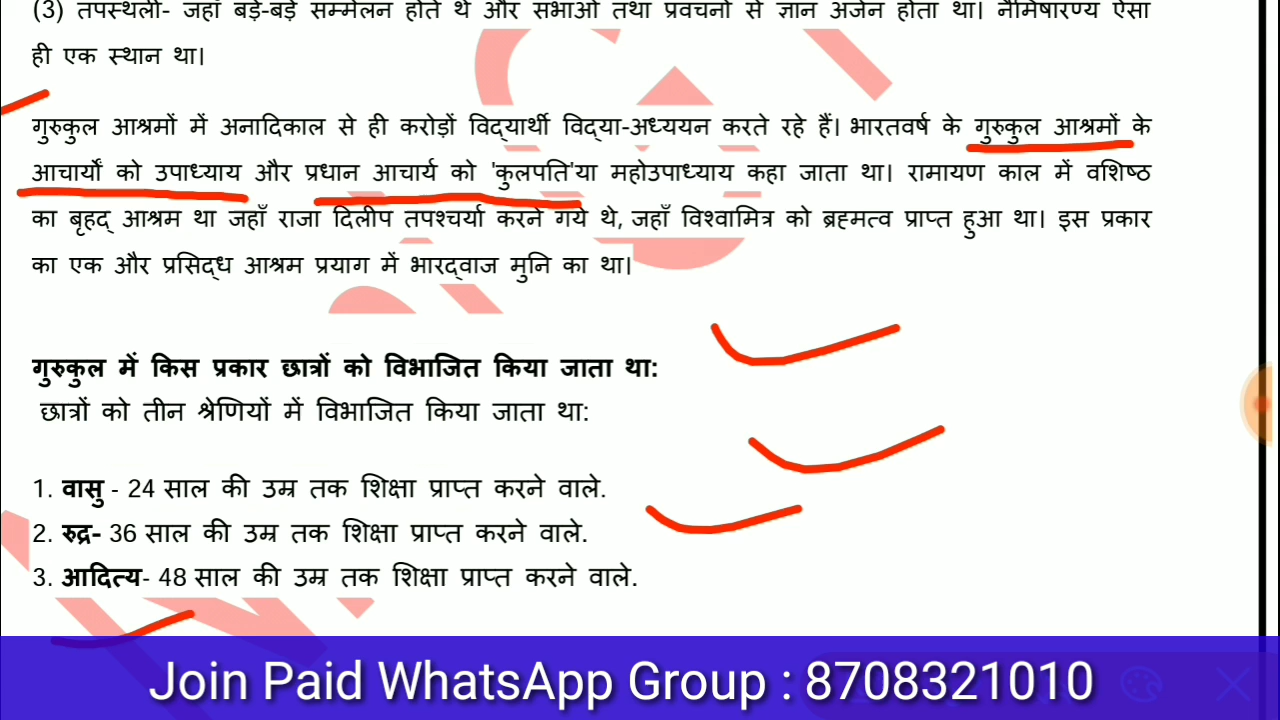 (3) तपस्थली- जहाँ बड़े-बड़े सम्मेलन होते थे और सभाओं तथा प्रवचनों से ज्ञान अर्जन होता था। नैमिषारण्य ऐसा
ही एक स्थान था।
गुरुकुल आश्रमों में अनादिकाल से ही करोड़ों विद्यार्थी विद्या-अध्ययन करते रहे हैं। भारतवर्ष के गुरुकुल आश्रमों के
आचार्यों को उपाध्याय और प्रधान आचार्य को 'कुलपति'या महोउपाध्याय कहा जाता था। रामायण काल में वशिष्ठ
का बृहद् आश्रम था जहाँ राजा दिलीप तपश्चर्या करने गये थे, जहाँ विश्वामित्र को ब्रह्मत्व प्राप्त हुआ था। इस प्रकार
का एक और प्रसिद्ध आश्रम प्रयाग में भारद्वाज मुनि का था।
गुरुकुल में किस प्रकार छात्रों को विभाजित किया जाता था:
छात्रों को तीन श्रेणियों में विभाजित किया जाता था:
1. वासु - 24 साल की उम्र तक शिक्षा प्राप्त करने वाले.
2. रुद्र- 36 साल की उम्र तक शिक्षा प्राप्त करने वाले.
3. आदित्य- 48 साल की उम्र तक शिक्षा प्राप्त करने वाले.
Join Paid WhatsApp Group : 8708321010